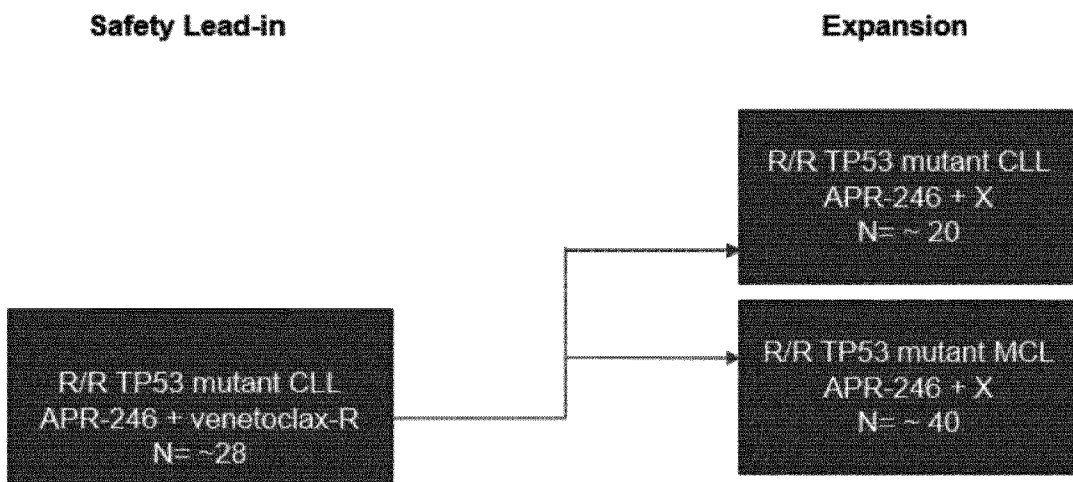 Safety Lead-in
Expansion
R/R TP53 mutant CLL
APR-246 + X
N= ~ 20
R/R TP53 mutant CLL
APR-246 + venetoclax-R
N= ~28
R/R TP53 mutant MCL
APR-246 + X
N= ~ 40